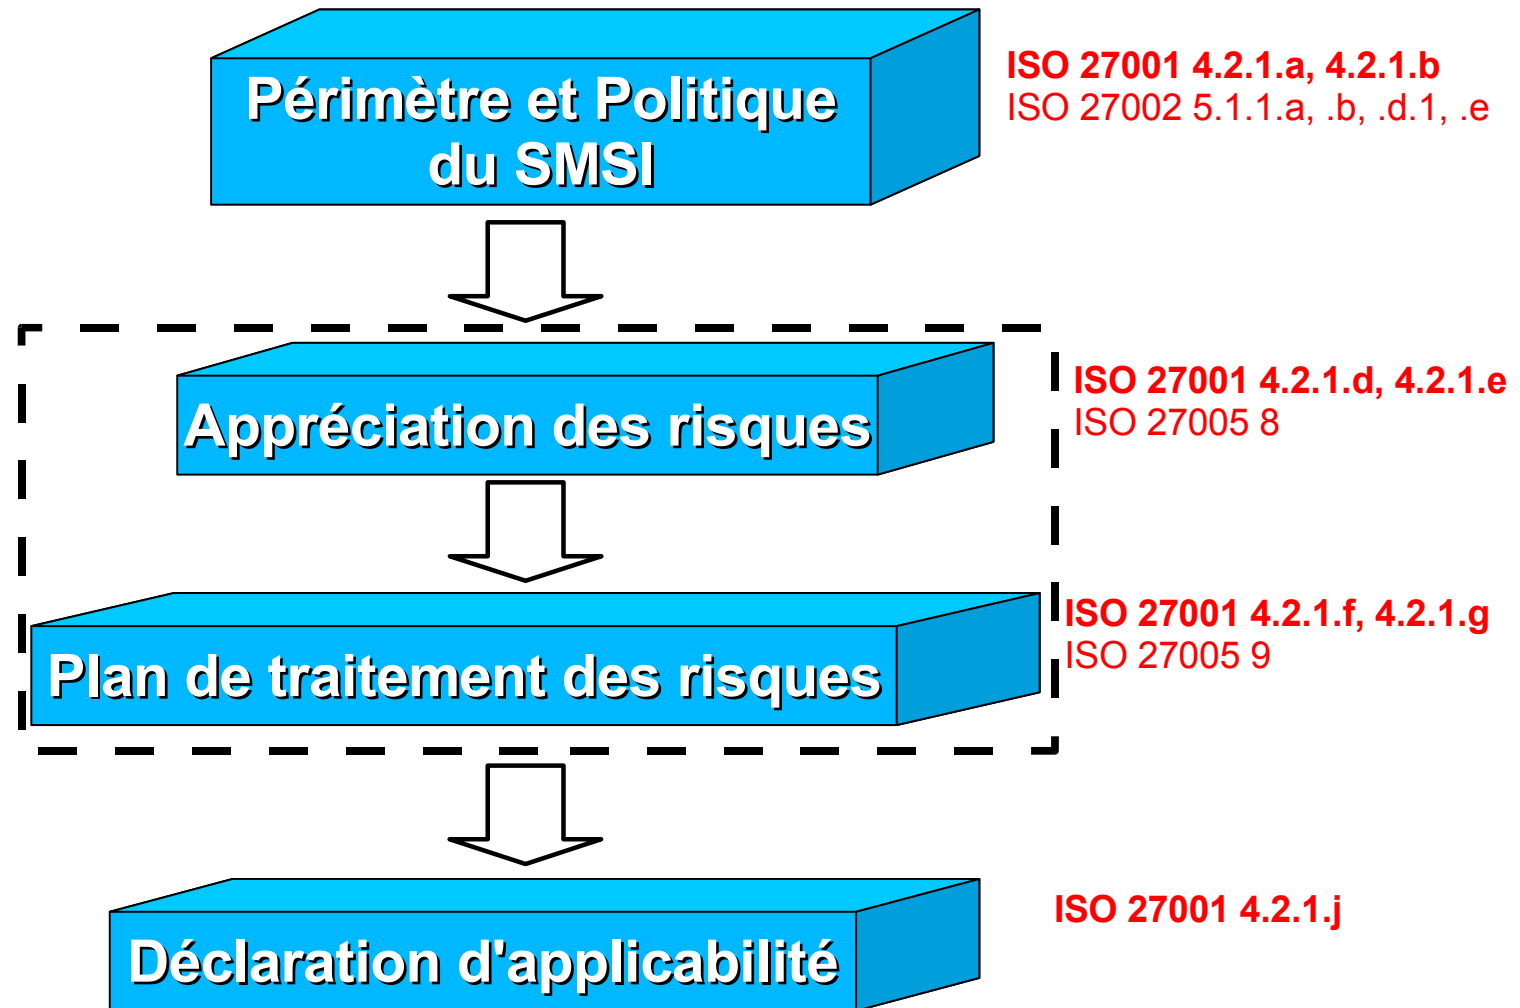 Périmètre et Politique
du SMSI
ISO 27001 4.2.1.a, 4.2.1.b
ISO 27002 5.1.1.a, .b, .d.1, .e
Appréciation des risques
ISO 27001 4.2.1.d, 4.2.1.e
ISO 27005 8
Plan de traitement des risques
ISO 27001 4.2.1.f, 4.2.1.g
ISO 27005 9
Déclaration d'applicabilité
ISO 27001 4.2.1.j